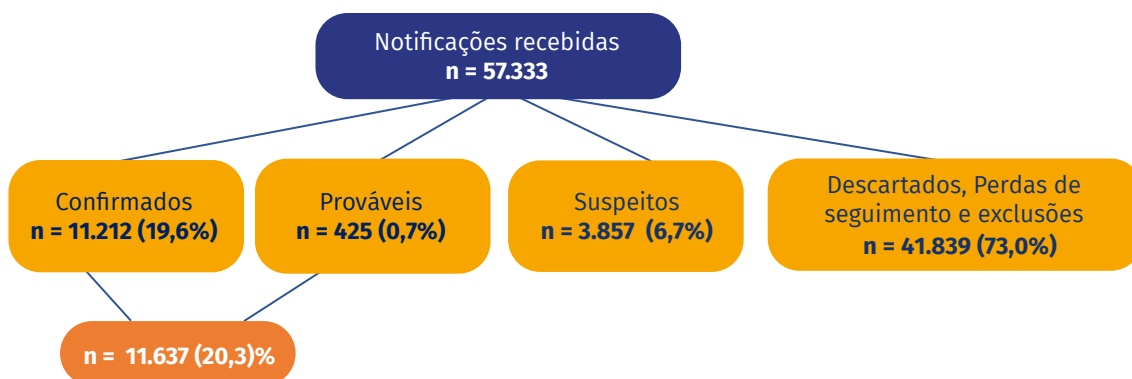 Notificações recebidas
n = 57.333
Confirmados
n = 11.212 (19,6%)
Prováveis
n = 425 (0,7%)
Suspeitos
n = 3.857 (6,7%)
Descartados, Perdas de
seguimento e exclusões
n = 41.839 (73,0%)
n = 11.637 (20,3)%